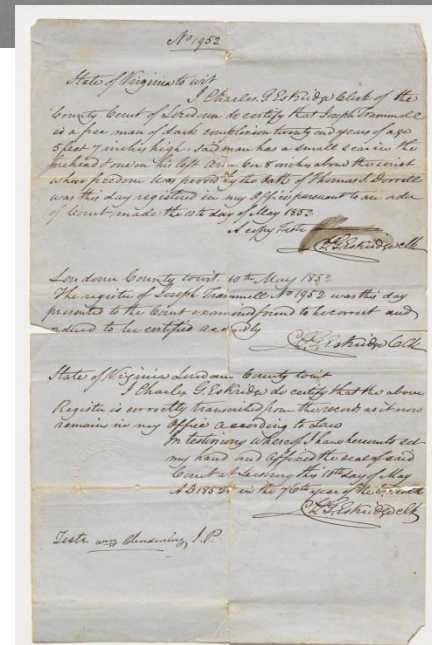 No 1952
State of Virginia to wit
I Charles G. Eskridge Clerk of the
County Court of Loudoun do certify that Joseph Trammell
is a free man of dark complexion twenty one years of age
5 feet 7 inches high. Said man has a small scar in the
forehead & one on his left arm 5 inches above the wrist
whose freedom was proved by the oath of Thomas Dorrell
was this day registered in my Office pursuant to an order
of Court made the 10th day of May 1852
A copy Teste
C. G. Eskridge Clk
Loudoun County Court 10th May 1852
The register of Joseph Trammell No 1952 was this day
presented to the Court examined found to be correct and
ordered to be certified accordly
C. G. Eskridge Clk
State of Virginia Loudoun County to wit
I Charles G. Eskridge do certify that the above
Register is correctly transcribed from the records as it now
remain in my Office according to Law
In testimony whereof I have hereunto set
my hand and affixed the seal of said
Court at Leesburg this 10th day of May
AD 1852 in the 76th year of the
C. G. Eskridge Clk
Teste Wm Clendening J.P.